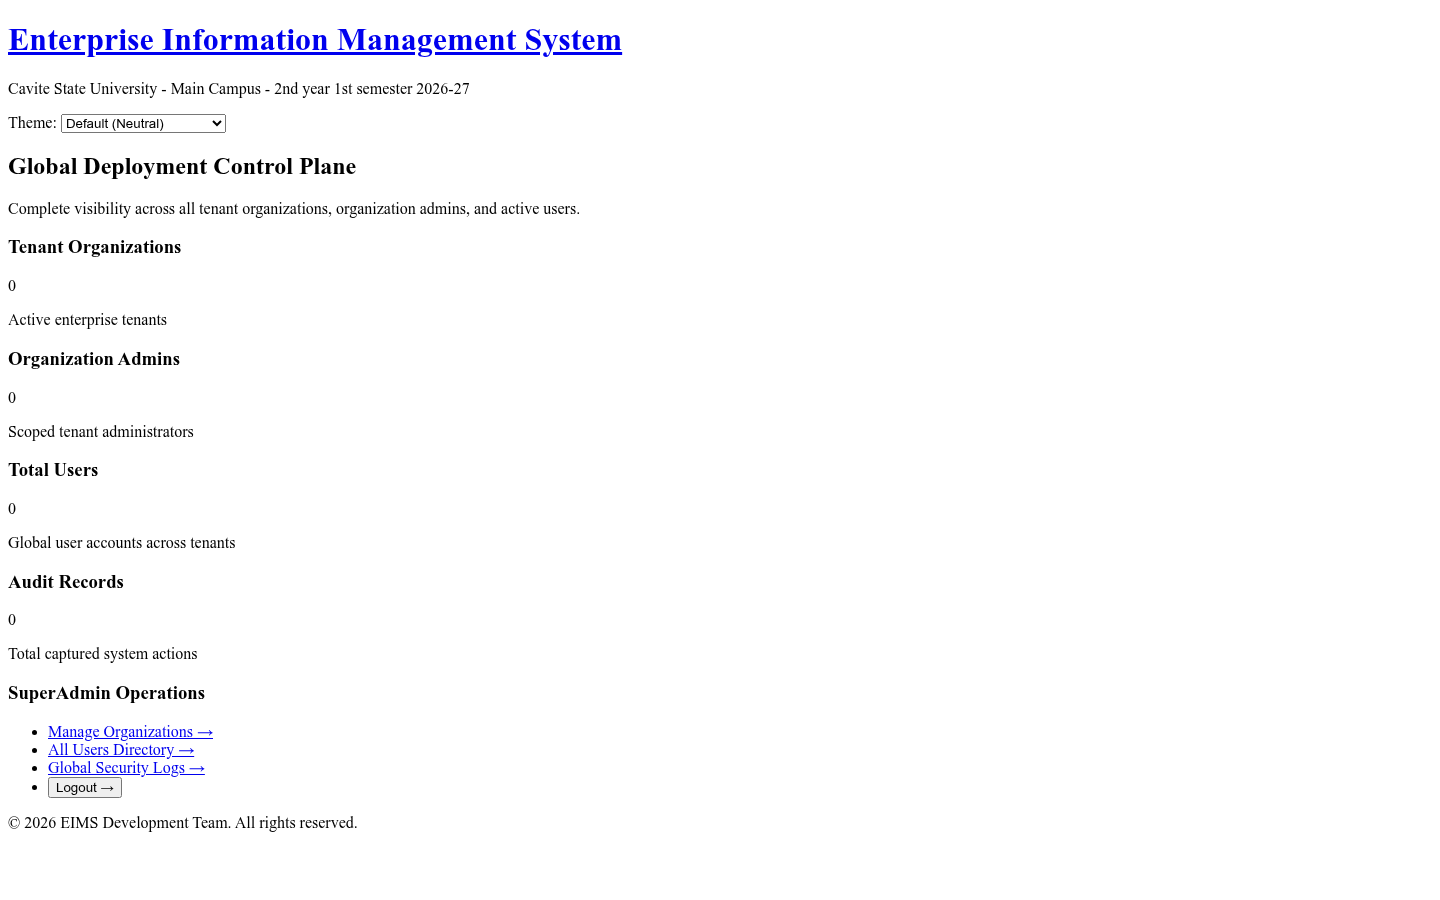 Enterprise Information Management System
Cavite State University - Main Campus - 2nd year 1st semester 2026-27
Theme: Default (Neutral)
Global Deployment Control Plane
Complete visibility across all tenant organizations, organization admins, and active users.
Tenant Organizations
0
Active enterprise tenants
Organization Admins
0
Scoped tenant administrators
Total Users
0
Global user accounts across tenants
Audit Records
0
Total captured system actions
SuperAdmin Operations
• Manage Organizations →
• All Users Directory →
• Global Security Logs →
• Logout →
© 2026 EIMS Development Team. All rights reserved.